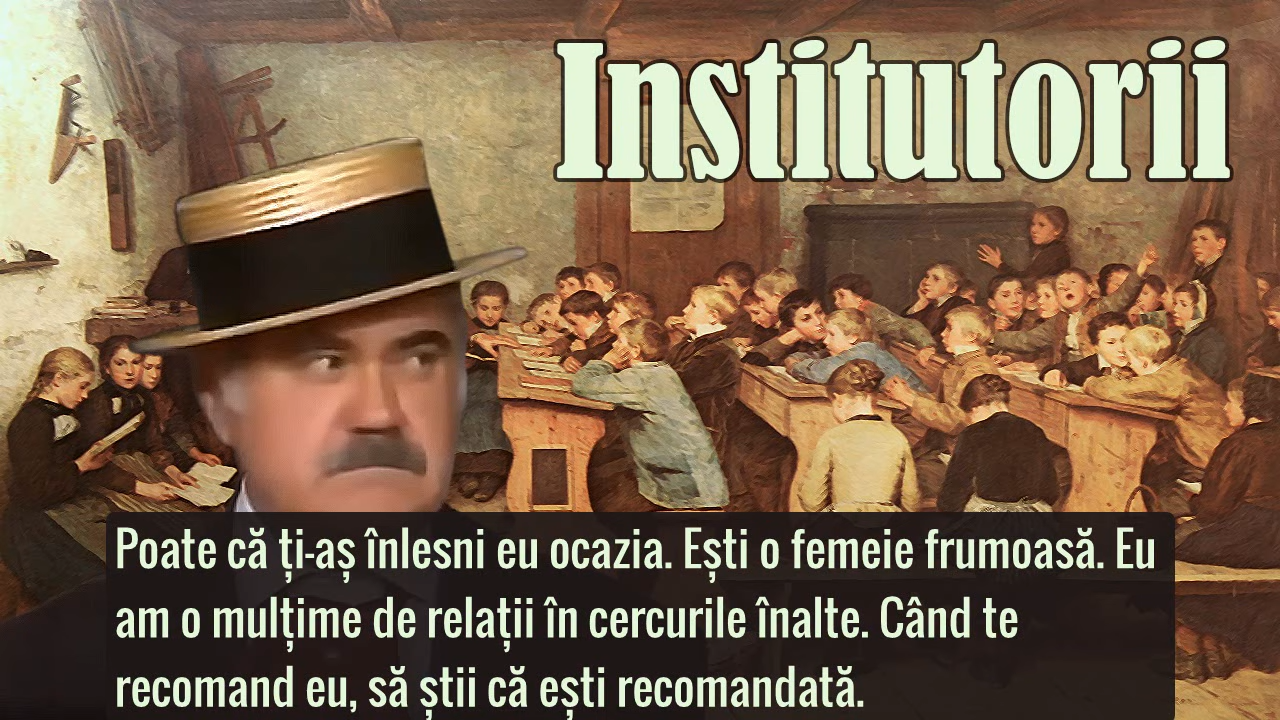 Institutorii
Poate că ți-aș înlesni eu ocazia. Ești o femeie frumoasă. Eu
am o mulțime de relații în cercurile înalte. Când te
recomand eu, să știi că ești recomandată.